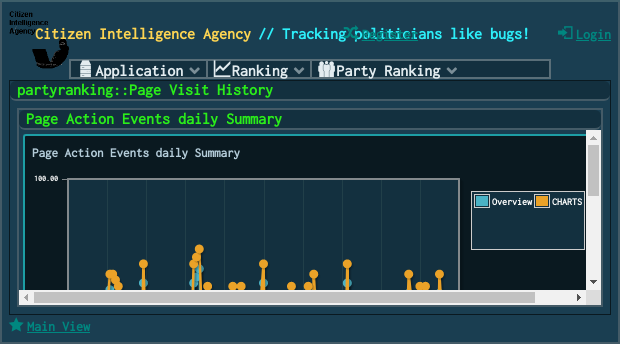 Citizen
Intelligence
Agency
Citizen Intelligence Agency // Tracking politicians like bugs!
Register
Login
Application
Ranking
Party Ranking
partyranking::Page Visit History
Page Action Events daily Summary
Page Action Events daily Summary
100.00
Overview
CHARTS
Main View